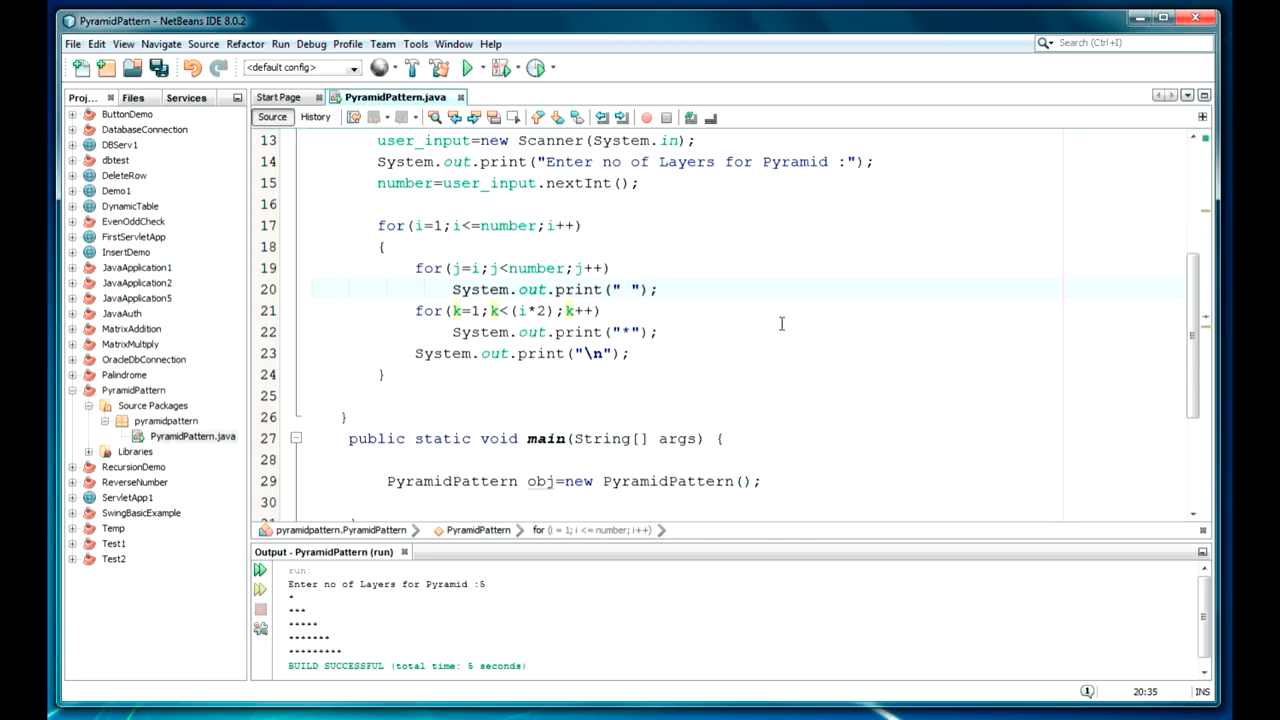 PyramidPattern - NetBeans IDE 8.0.2
File Edit View Navigate Source Refactor Run Debug Profile Team Tools Window Help
Search (Ctrl+I)
<default config>
Proj... Files Services
Start Page PyramidPattern.java
Source History
ButtonDemo
DatabaseConnection
DBServ1
dbtest
DeleteRow
Demo1
DynamicTable
EvenOddCheck
FirstServletApp
InsertDemo
JavaApplication1
JavaApplication2
JavaApplication5
JavaAuth
MatrixAddition
MatrixMultiply
OracleDbConnection
Palindrome
PyramidPattern
Source Packages
pyramidpattern
PyramidPattern.java
Libraries
RecursionDemo
ReverseNumber
ServletApp1
SwingBasicExample
Temp
Test1
Test2
13 user_input=new Scanner(System.in);
14 System.out.print("Enter no of Layers for Pyramid :");
15 number=user_input.nextInt();
16
17 for(i=1;i<=number;i++)
18 {
19 for(j=i;j<number;j++)
20 System.out.print(" ");
21 for(k=1;k<(i*2);k++)
22 System.out.print("*");
23 System.out.print("\n");
24 }
25
26 }
27 public static void main(String[] args) {
28
29 PyramidPattern obj=new PyramidPattern();
30
pyramidpattern.PyramidPattern PyramidPattern for (i = 1; i <= number; i++)
Output - PyramidPattern (run)
run:
Enter no of Layers for Pyramid :5
*
***
*****
*******
*********
BUILD SUCCESSFUL (total time: 5 seconds)
1 20:35 INS